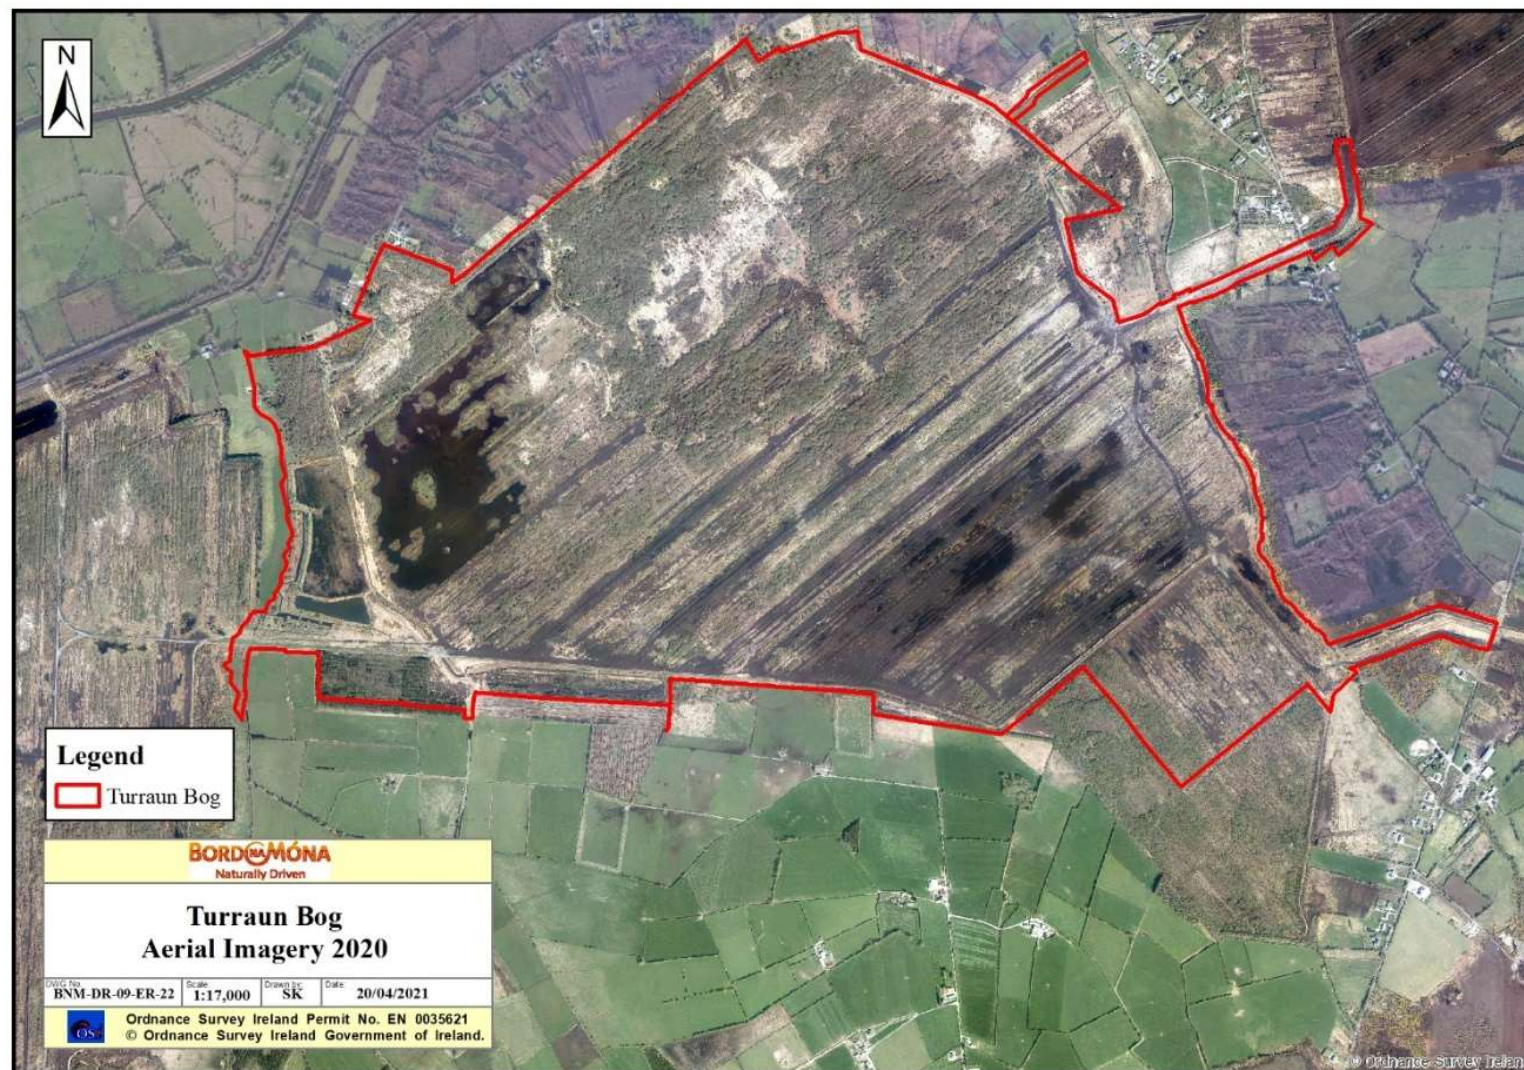 N
Legend
Turraun Bog
BORD NA MÓNA
Naturally Driven
Turraun Bog
Aerial Imagery 2020
DWG No. BNM-DR-09-ER-22 Scale: 1:17,000 Drawn by: SK Date: 20/04/2021
Ordnance Survey Ireland Permit No. EN 0035621
© Ordnance Survey Ireland Government of Ireland.
© Ordnance Survey Irelan